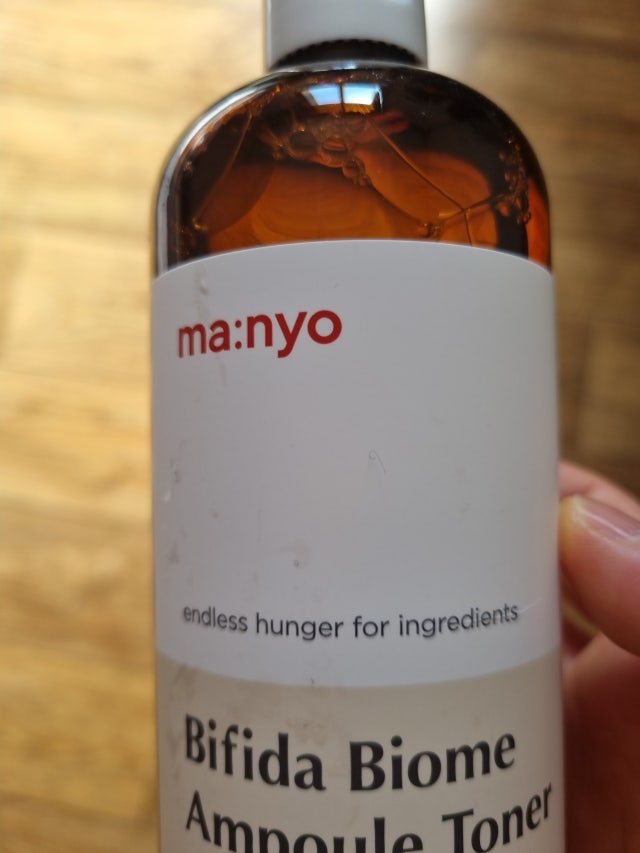 ma:nyo
endless hunger for ingredients
Bifida Biome
Ampoule Toner